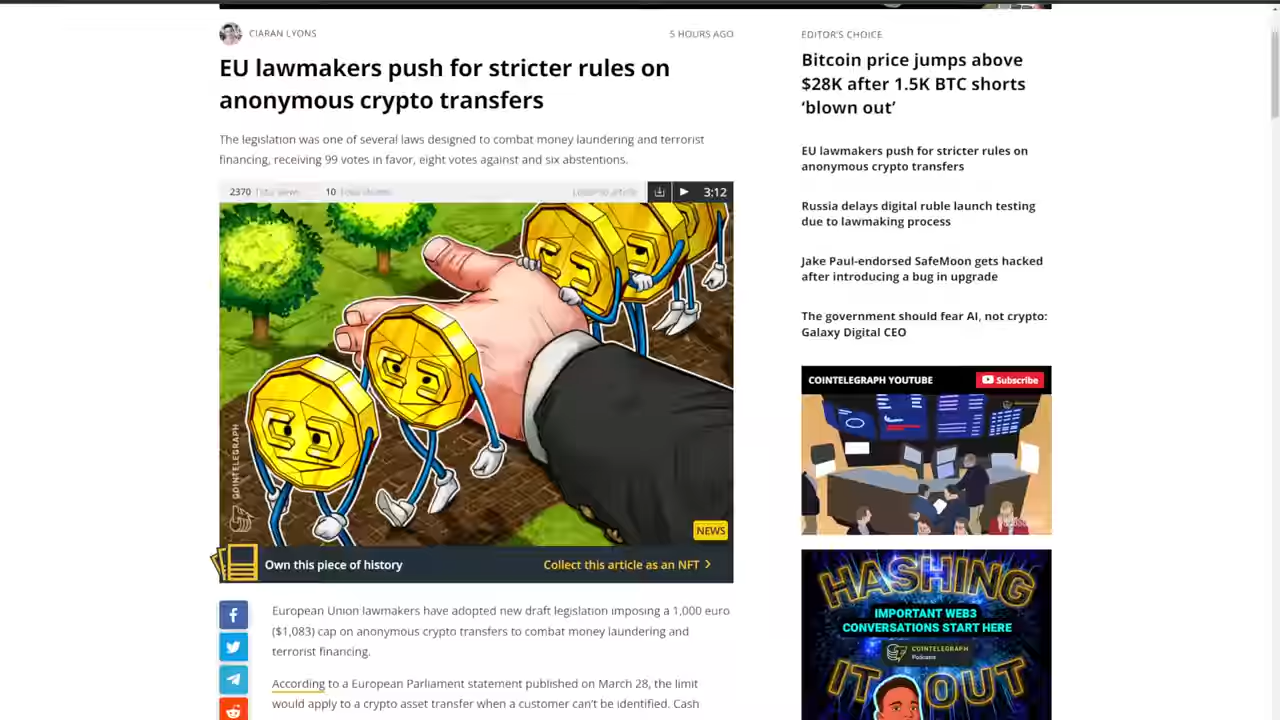 CIARAN LYONS
5 HOURS AGO
EU lawmakers push for stricter rules on
anonymous crypto transfers
The legislation was one of several laws designed to combat money laundering and terrorist
financing, receiving 99 votes in favor, eight votes against and six abstentions.
2370 Total views
10 Total shares
Listen to article
3:12
COINTELEGRAPH
NEWS
Own this piece of history
Collect this article as an NFT
European Union lawmakers have adopted new draft legislation imposing a 1,000 euro
($1,083) cap on anonymous crypto transfers to combat money laundering and
terrorist financing.
According to a European Parliament statement published on March 28, the limit
would apply to a crypto asset transfer when a customer can't be identified. Cash
EDITOR'S CHOICE
Bitcoin price jumps above
$28K after 1.5K BTC shorts
‘blown out’
EU lawmakers push for stricter rules on
anonymous crypto transfers
Russia delays digital ruble launch testing
due to lawmaking process
Jake Paul-endorsed SafeMoon gets hacked
after introducing a bug in upgrade
The government should fear AI, not crypto:
Galaxy Digital CEO
COINTELEGRAPH YOUTUBE
Subscribe
HASHING
IMPORTANT WEB3
CONVERSATIONS START HERE
COINTELEGRAPH
Podcasts
IT OUT